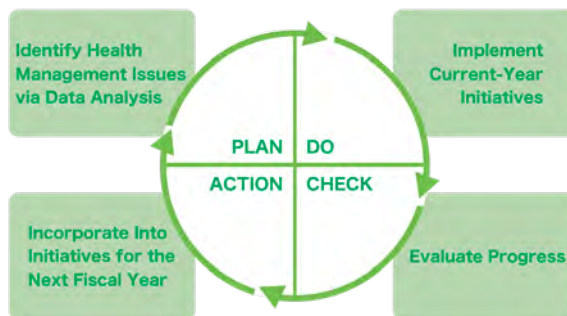 Identify Health
Management Issues
via Data Analysis
Implement
Current-Year
Initiatives
PLAN
DO
ACTION
CHECK
Incorporate Into
Initiatives for the
Next Fiscal Year
Evaluate Progress